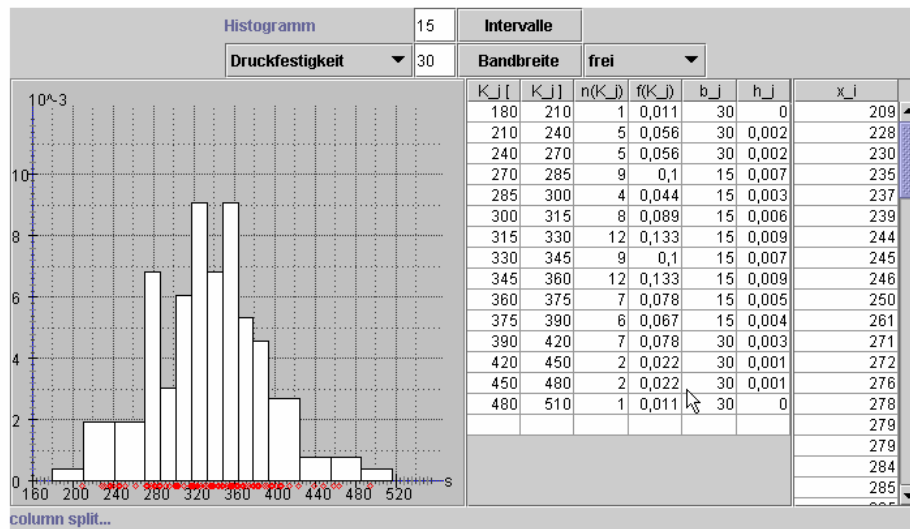 Histogramm 15 Intervalle
Druckfestigkeit 30 Bandbreite frei
10^-3
10
8
6
4
2
0
160 200 240 280 320 360 400 440 480 520
s
K_j [ K_j ] n(K_j) f(K_j) b_j h_j
180 210 1 0,011 30 0
210 240 5 0,056 30 0,002
240 270 5 0,056 30 0,002
270 285 9 0,1 15 0,007
285 300 4 0,044 15 0,003
300 315 8 0,089 15 0,006
315 330 12 0,133 15 0,009
330 345 9 0,1 15 0,007
345 360 12 0,133 15 0,009
360 375 7 0,078 15 0,005
375 390 6 0,067 15 0,004
390 420 7 0,078 30 0,003
420 450 2 0,022 30 0,001
450 480 2 0,022 30 0,001
480 510 1 0,011 30 0
x_i
209
228
230
235
237
239
244
245
246
250
261
271
272
276
278
279
279
284
285
column split...